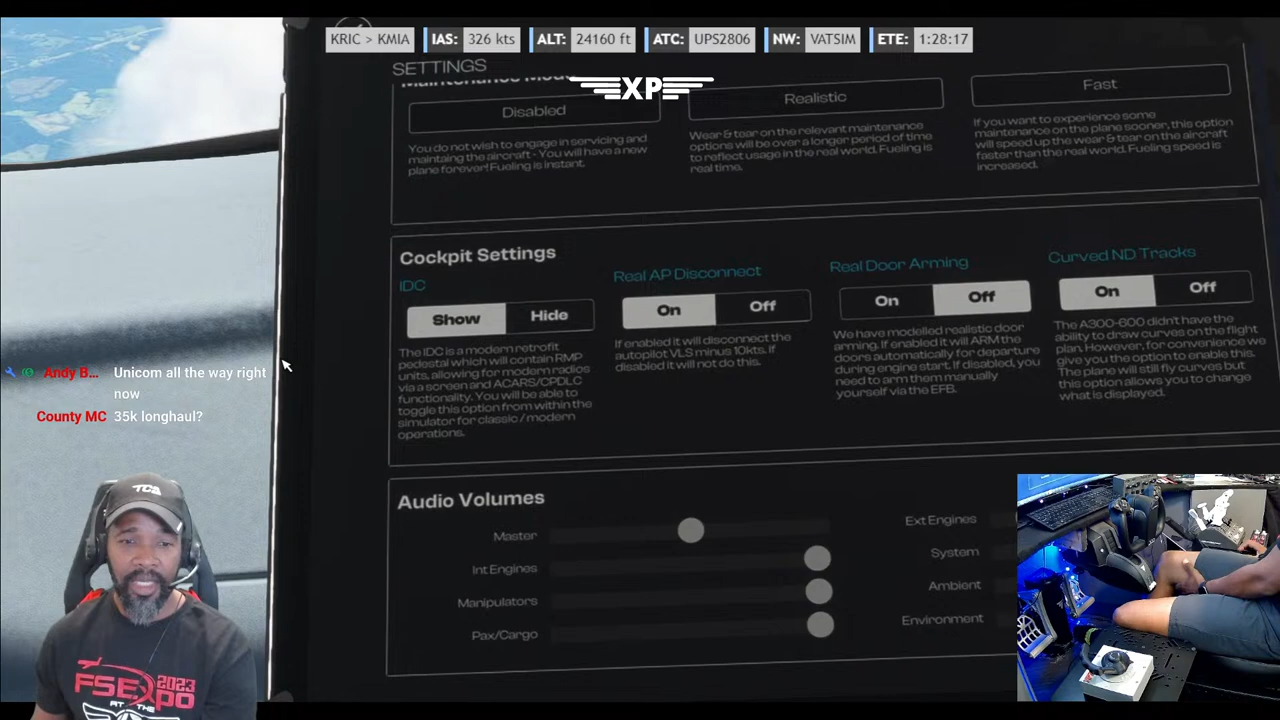 KRIC > KMIA IAS: 326 kts ALT: 24160 ft ATC: UPS2806 NW: VATSIM ETE: 1:28:17
SETTINGS
XP
Maintenance Mode
Disabled
You do not wish to engage in servicing and
maintaing the aircraft - You will have a new
plane forever! Fueling is instant.
Realistic
Wear & tear on the relevant maintenance
options will be over a longer period of time
to reflect usage in the real world. Fueling is
real time.
Fast
If you want to experience some
maintenance on the plane sooner, this option
will speed up the wear & tear on the aircraft
faster than the real world. Fueling speed is
increased.
Cockpit Settings
IDC
Show Hide
The IDC is a modern retrofit
pedestal which will contain RMP
units, allowing for modern radios
via a screen and ACARS/CPDLC
functionality. You will be able to
toggle this option from within the
simulator for classic / modern
operations.
Real AP Disconnect
On Off
If enabled it will disconnect the
autopilot VLS minus 10kts. If
disabled it will not do this.
Real Door Arming
On Off
We have modelled realistic door
arming. If enabled it will ARM the
doors automatically for departure
during engine start. If disabled, you
need to arm them manually
yourself via the EFB.
Curved ND Tracks
On Off
The A300-600 didn't have the
ability to draw curves on the flight
plan. However, for convenience we
give you the option to enable this.
The plane will still fly curves but
this option allows you to change
what is displayed.
Andy B... Unicom all the way right
now
County MC 35k longhaul?
Audio Volumes
Master
Int Engines
Manipulators
Pax/Cargo
Ext Engines
System
Ambient
Environment
TCA
FSEXPO
2023
AT THE